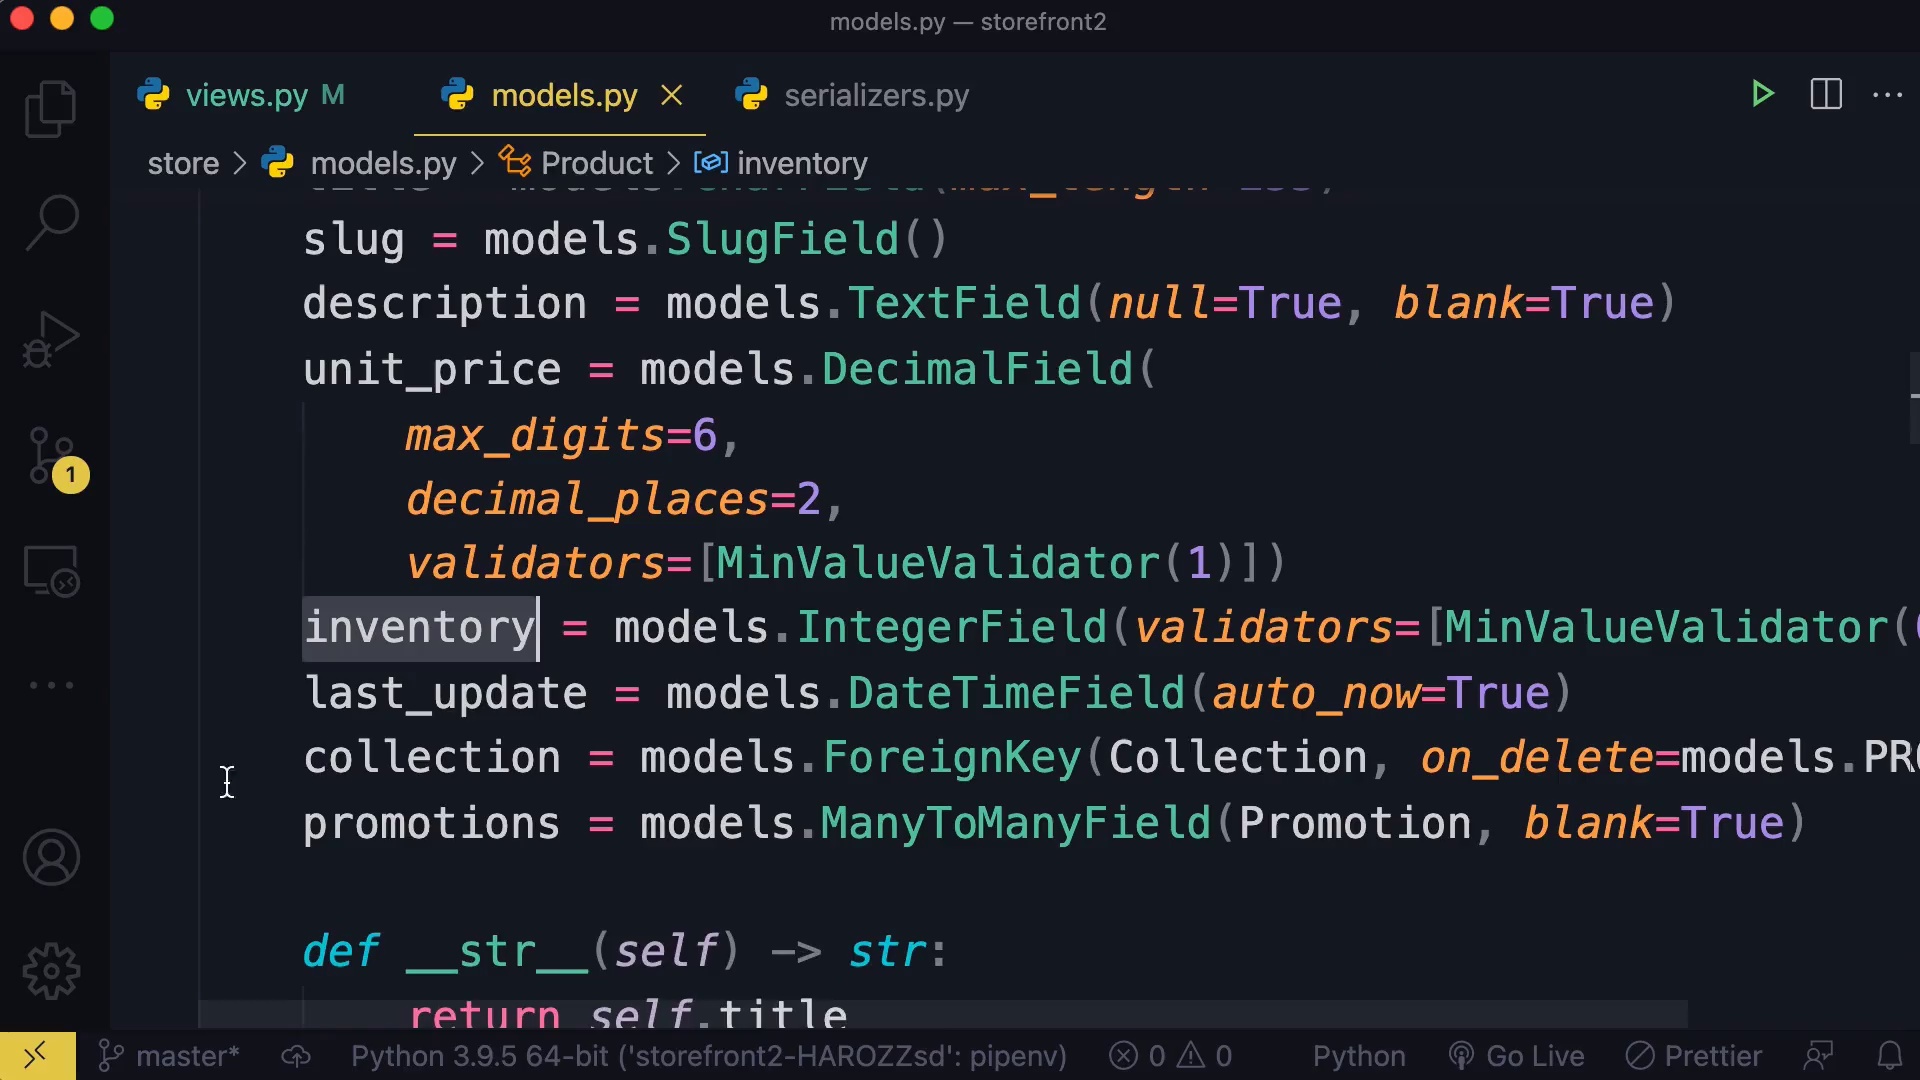 models.py — storefront2
views.py M models.py serializers.py
store > models.py > Product > inventory
slug = models.SlugField()
description = models.TextField(null=True, blank=True)
unit_price = models.DecimalField(
max_digits=6,
decimal_places=2,
validators=[MinValueValidator(1)])
inventory = models.IntegerField(validators=[MinValueValidator(
last_update = models.DateTimeField(auto_now=True)
collection = models.ForeignKey(Collection, on_delete=models.PR
promotions = models.ManyToManyField(Promotion, blank=True)
def __str__(self) -> str:
return self.title
1
master* Python 3.9.5 64-bit ('storefront2-HAROZZsd': pipenv) 0 0 Python Go Live Prettier